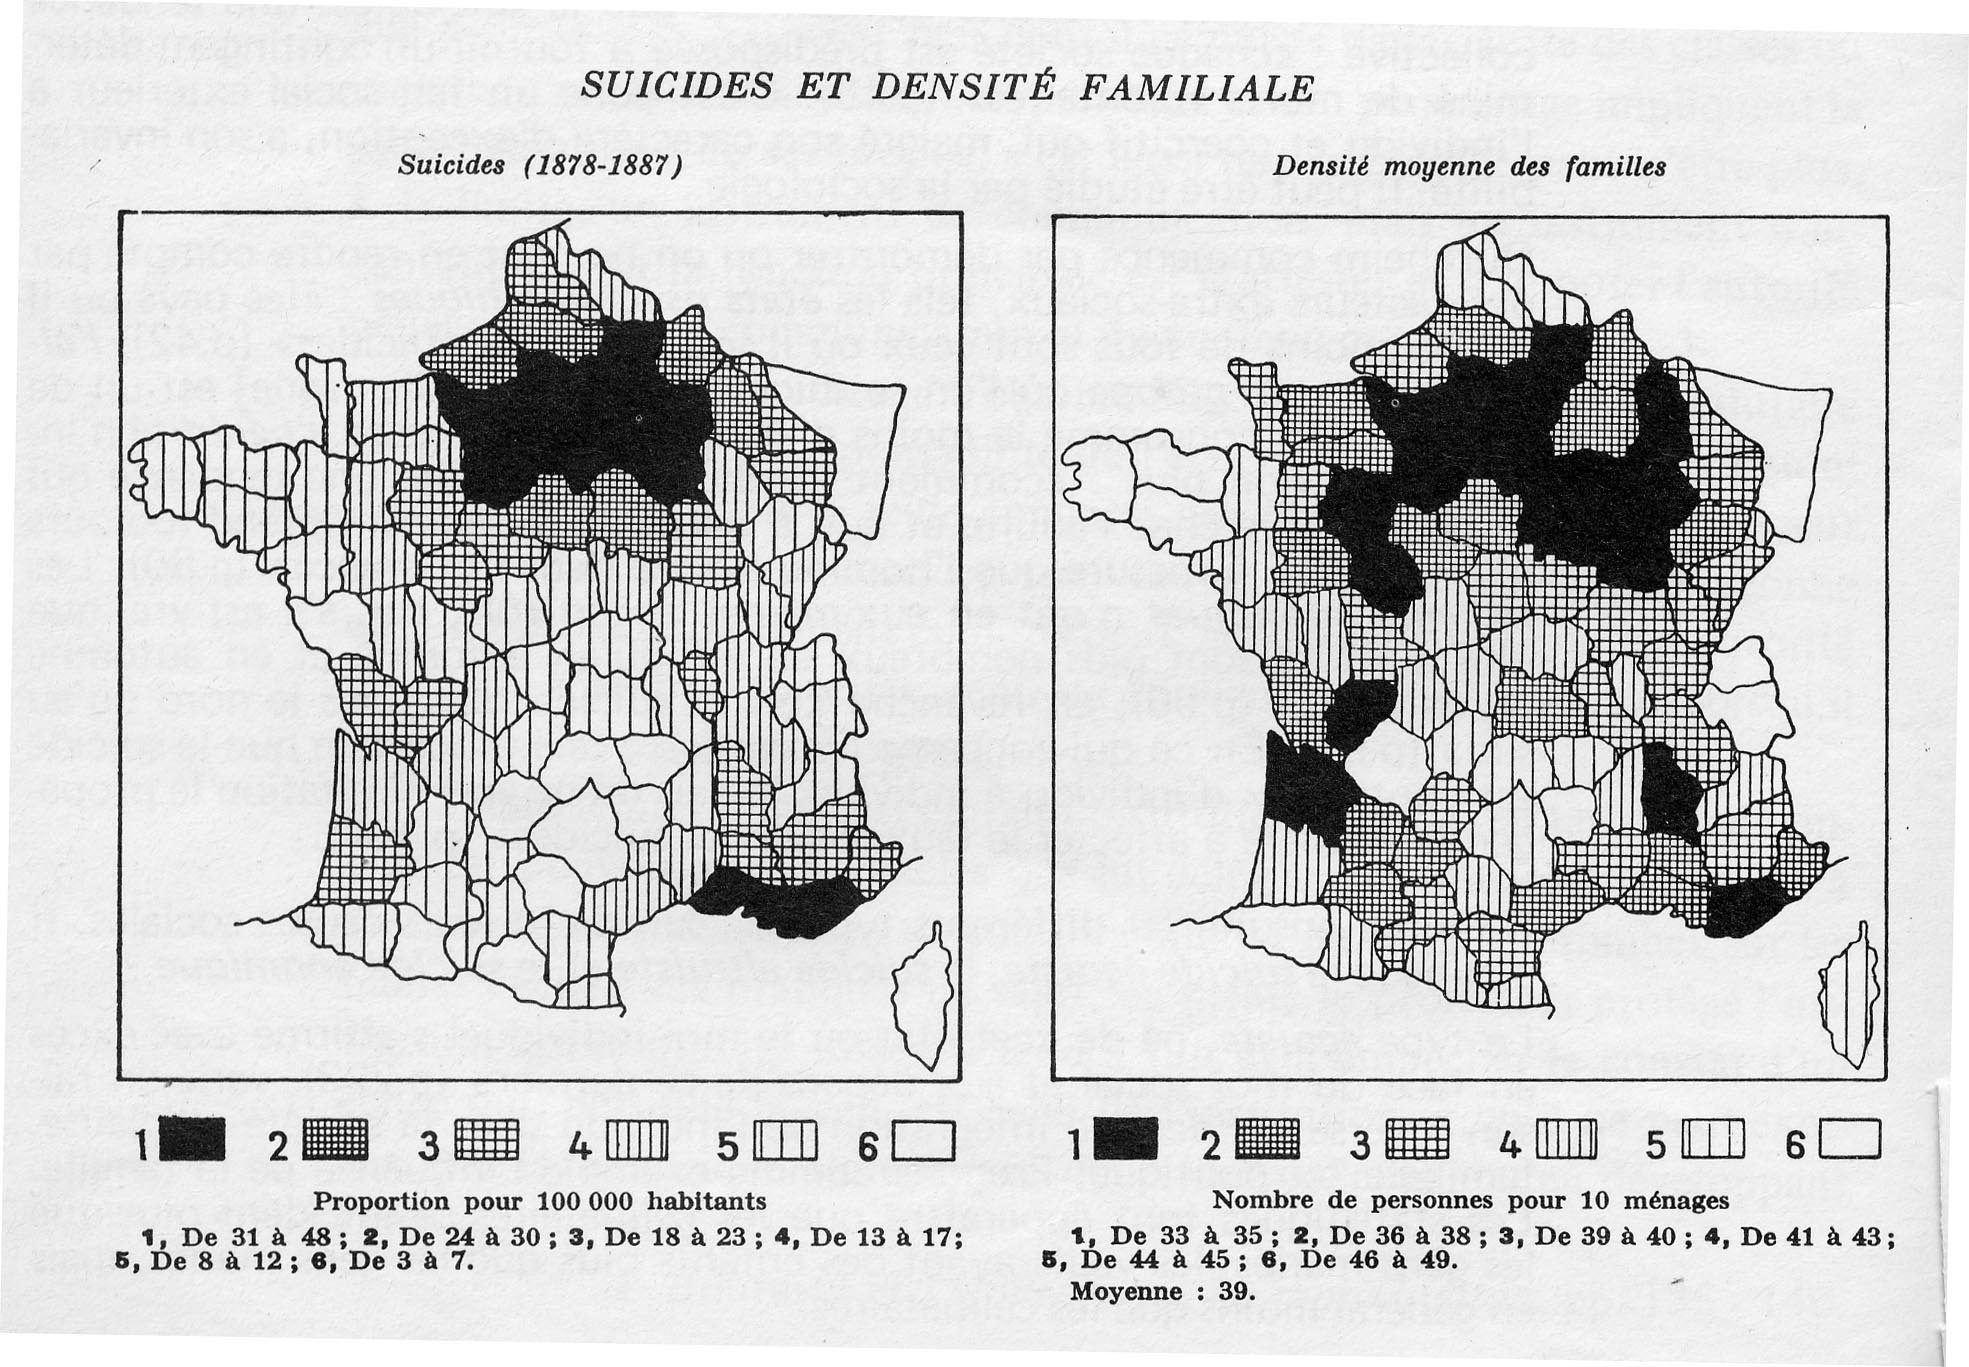 SUICIDES ET DENSITÉ FAMILIALE
Suicides (1878-1887)
Densité moyenne des familles
1 2 3 4 5 6
Proportion pour 100 000 habitants
1, De 31 à 48 ; 2, De 24 à 30 ; 3, De 18 à 23 ; 4, De 13 à 17;
5, De 8 à 12 ; 6, De 3 à 7.
1 2 3 4 5 6
Nombre de personnes pour 10 ménages
1, De 33 à 35 ; 2, De 36 à 38 ; 3, De 39 à 40 ; 4, De 41 à 43 ;
5, De 44 à 45 ; 6, De 46 à 49.
Moyenne : 39.